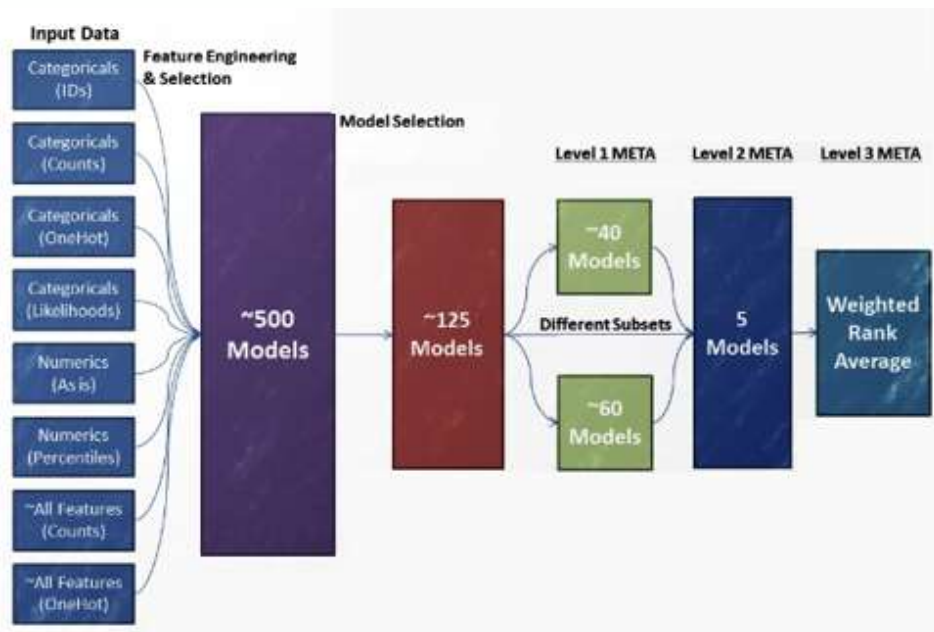 Input Data
Categoricals
(IDs)
Categoricals
(Counts)
Categoricals
(OneHot)
Categoricals
(Likelihoods)
Numerics
(As is)
Numerics
(Percentiles)
~All Features
(Counts)
~All Features
(OneHot)
Feature Engineering
& Selection
~500
Models
Model Selection
~125
Models
Level 1 META
~40
Models
Different Subsets
~60
Models
Level 2 META
5
Models
Level 3 META
Weighted
Rank
Average